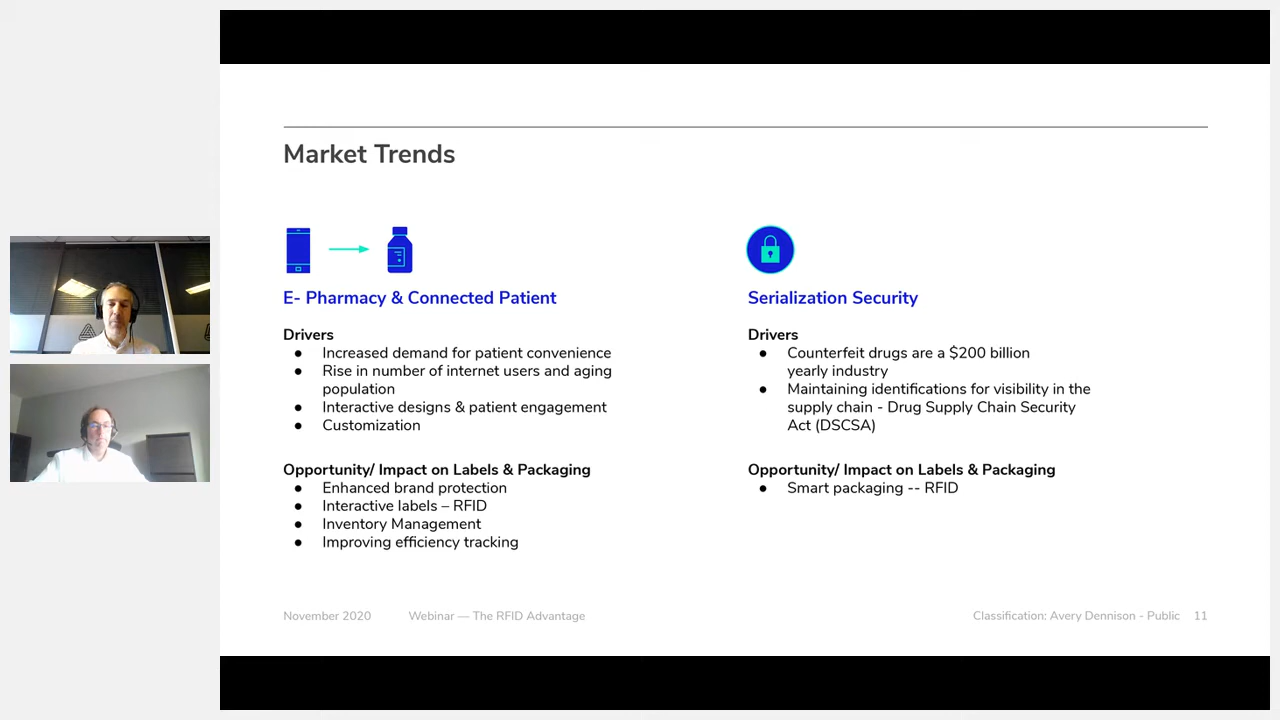 Market Trends
E- Pharmacy & Connected Patient
Drivers
● Increased demand for patient convenience
● Rise in number of internet users and aging
population
● Interactive designs & patient engagement
● Customization
Opportunity/ Impact on Labels & Packaging
● Enhanced brand protection
● Interactive labels – RFID
● Inventory Management
● Improving efficiency tracking
Serialization Security
Drivers
● Counterfeit drugs are a $200 billion
yearly industry
● Maintaining identifications for visibility in the
supply chain - Drug Supply Chain Security
Act (DSCSA)
Opportunity/ Impact on Labels & Packaging
● Smart packaging -- RFID
November 2020 Webinar — The RFID Advantage Classification: Avery Dennison - Public 11